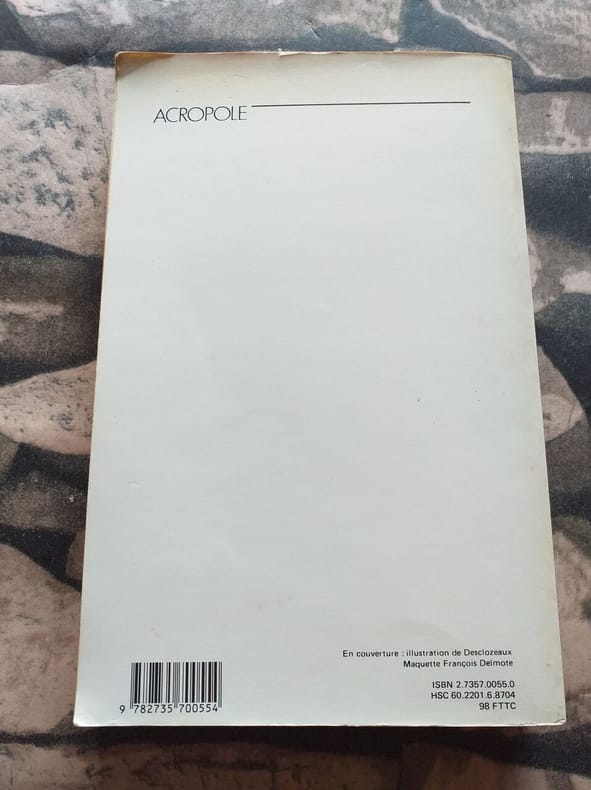 ACROPOLE
En couverture : illustration de Desclozeaux
Maquette François Delmote
ISBN 2.7357.0055.0
HSC 60.2201.6.8704
98 FTTC
9 782735 700554